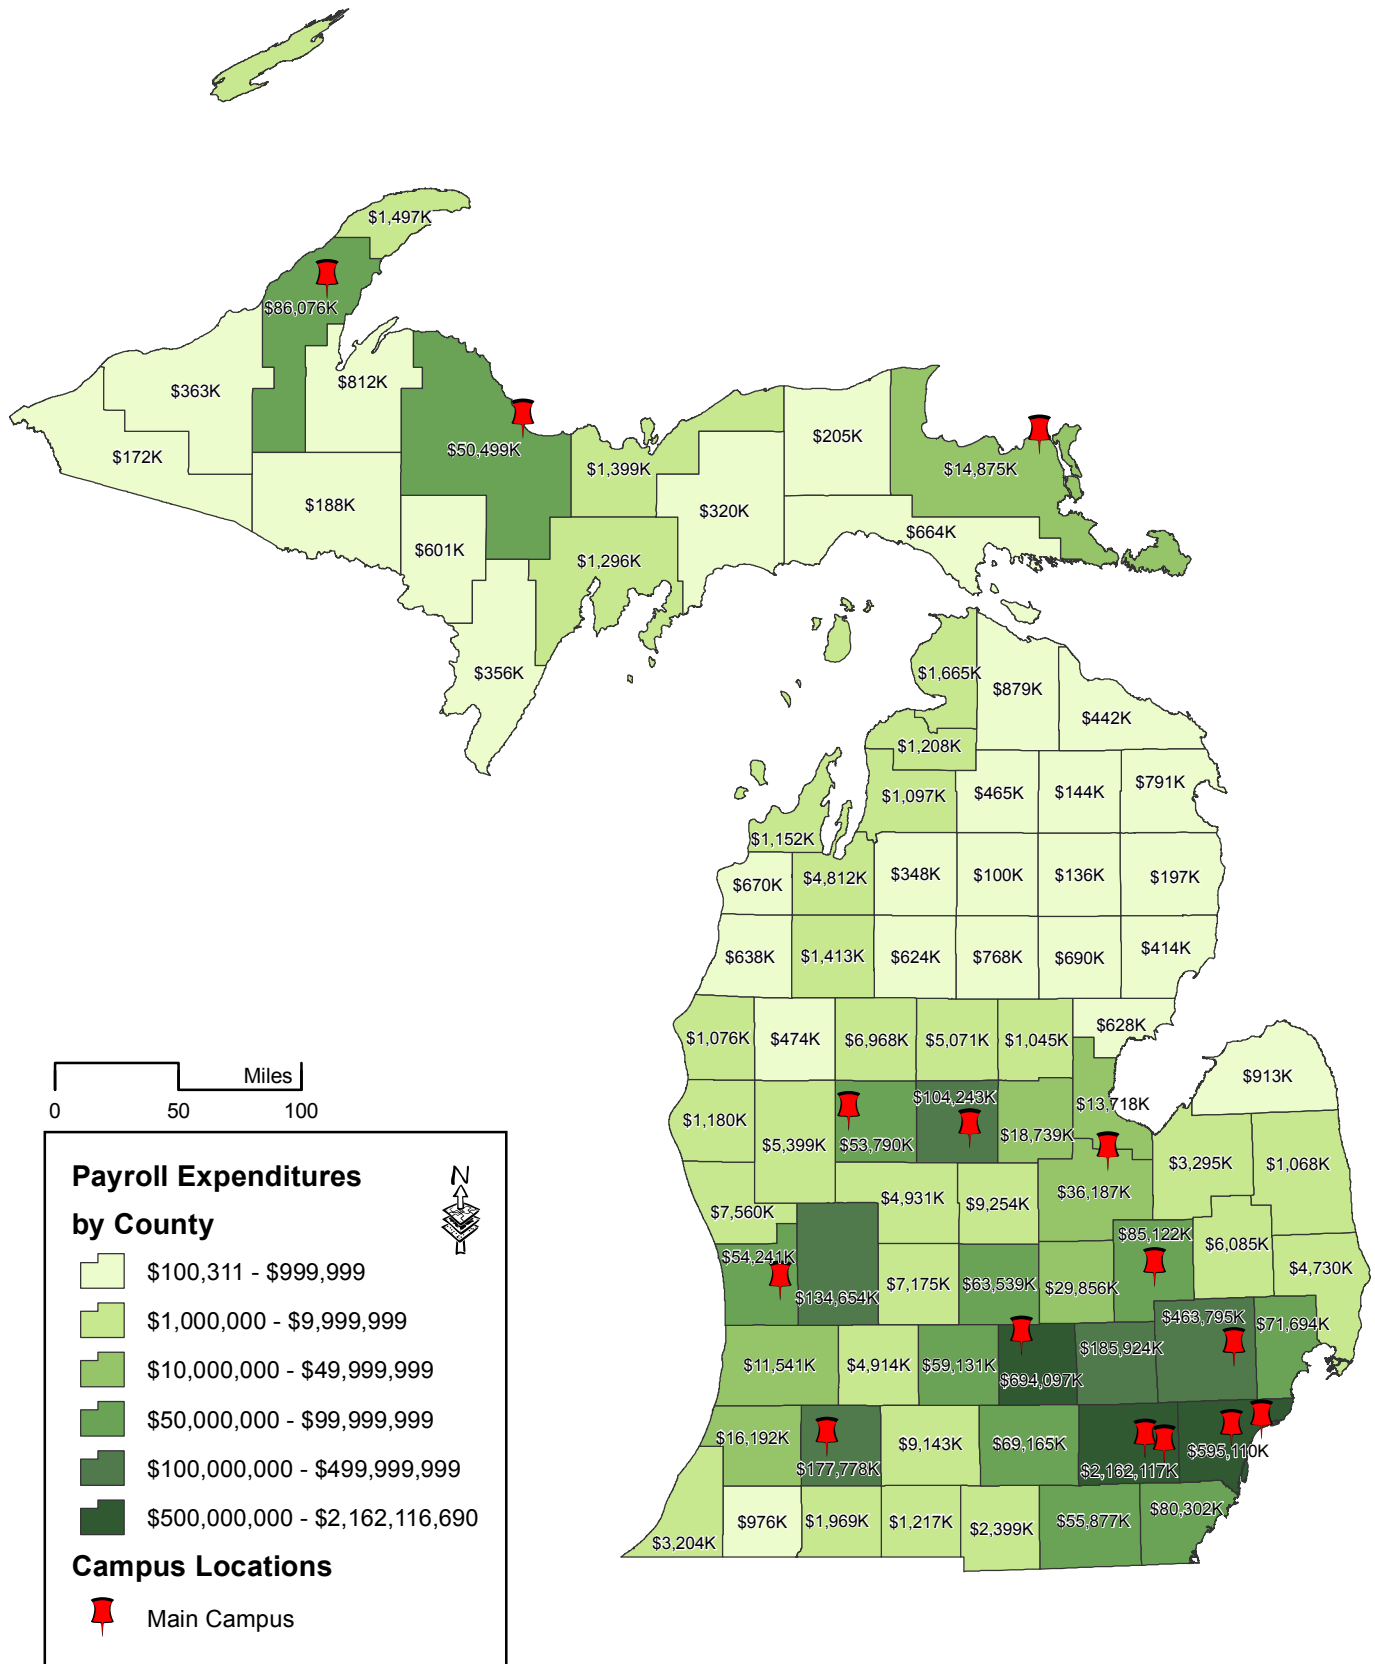 $1,497K
$86,076K
$812K
$363K
$205K
$50,499K
$172K
$1,399K
$14,875K
$188K
$320K
$664K
$601K
$1,296K
$356K
$1,665K
$879K
$442K
$1,208K
$791K
$1,097K
$465K
$144K
$1,152K
$670K
$4,812K
$348K
$100K
$136K
$197K
$638K
$1,413K
$624K
$768K
$690K
$414K
$628K
$1,076K
$474K
$6,968K
$5,071K
$1,045K
$913K
$104,243K
$13,718K
$1,180K
$5,399K
$53,790K
$18,739K
$3,295K
$1,068K
$4,931K
$9,254K
$36,187K
$7,560K
$85,122K
$6,085K
$54,241K
$134,654K
$7,175K
$63,539K
$29,856K
$4,730K
$463,795K
$71,694K
$185,924K
$11,541K
$4,914K
$59,131K
$694,097K
$16,192K
$177,778K
$9,143K
$69,165K
$2,162,117K
$595,110K
$3,204K
$976K
$1,969K
$1,217K
$2,399K
$55,877K
$80,302K
Miles
0 50 100
Payroll Expenditures
by County
N
$100,311 - $999,999
$1,000,000 - $9,999,999
$10,000,000 - $49,999,999
$50,000,000 - $99,999,999
$100,000,000 - $499,999,999
$500,000,000 - $2,162,116,690
Campus Locations
Main Campus